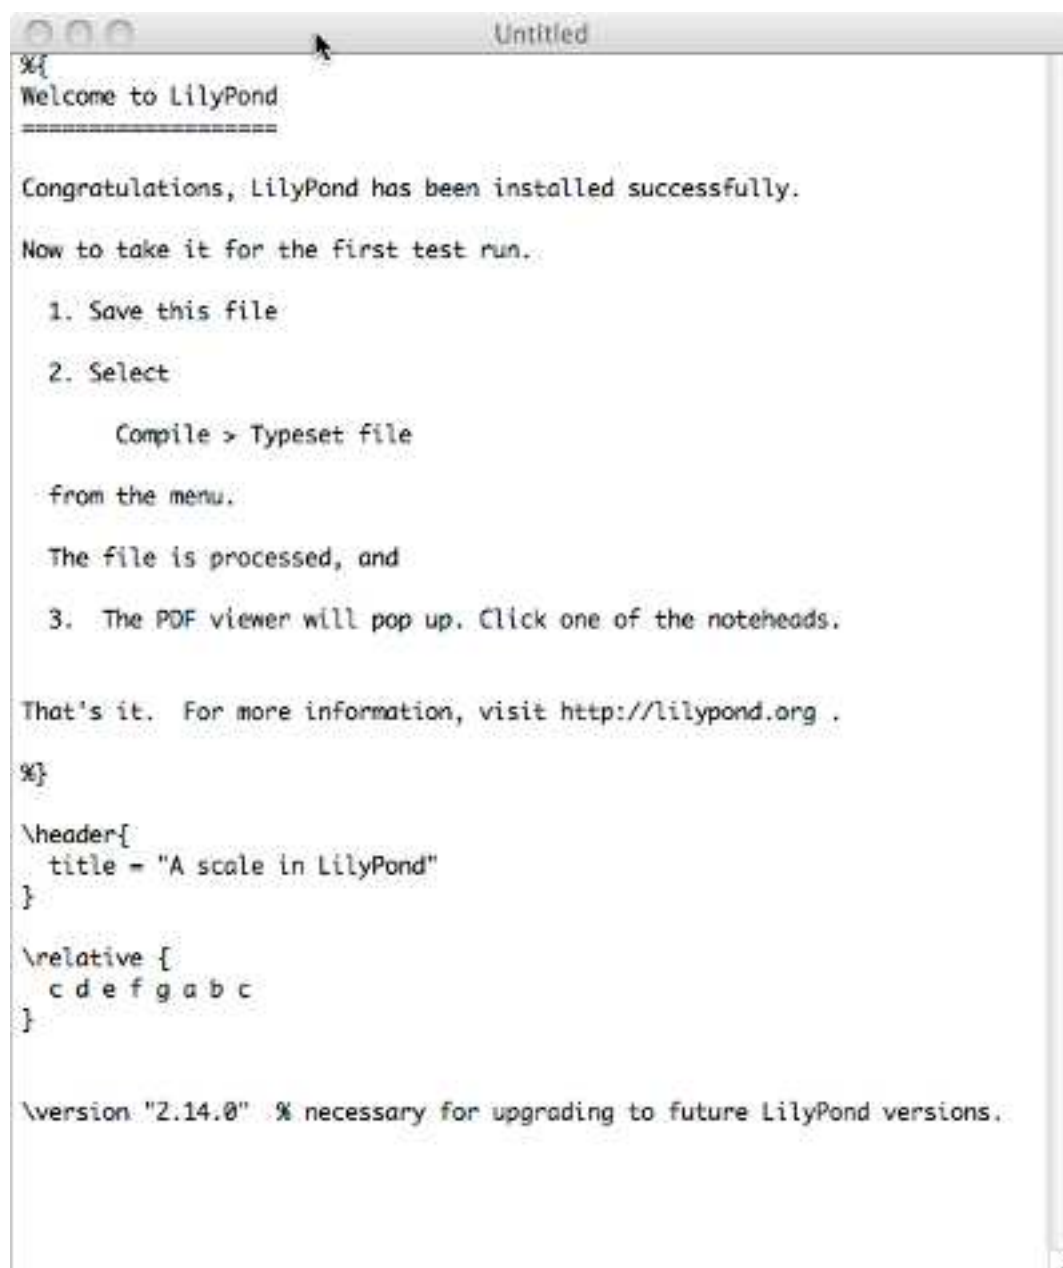 Untitled
%{
Welcome to LilyPond
===================
Congratulations, LilyPond has been installed successfully.
Now to take it for the first test run.
1. Save this file
2. Select
Compile > Typeset file
from the menu.
The file is processed, and
3.  The PDF viewer will pop up. Click one of the noteheads.
That's it.  For more information, visit http://lilypond.org .
%}
\header{
title = "A scale in LilyPond"
}
\relative {
c d e f g a b c
}
\version "2.14.0"  % necessary for upgrading to future LilyPond versions.